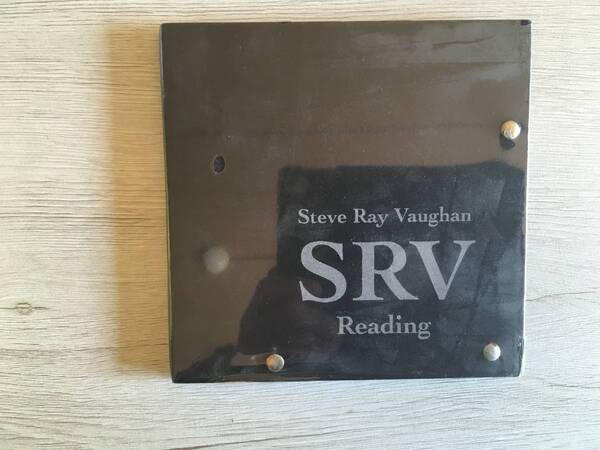 Steve Ray Vaughan
SRV
Reading